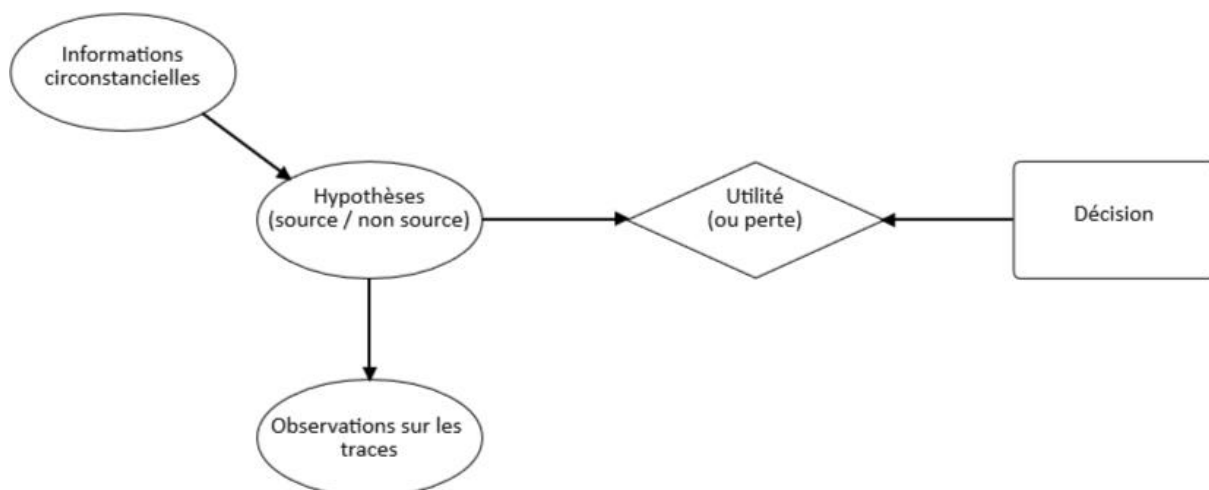 Informations
circonstancielles
Hypothèses
(source / non source)
Utilité
(ou perte)
Décision
Observations sur les
traces